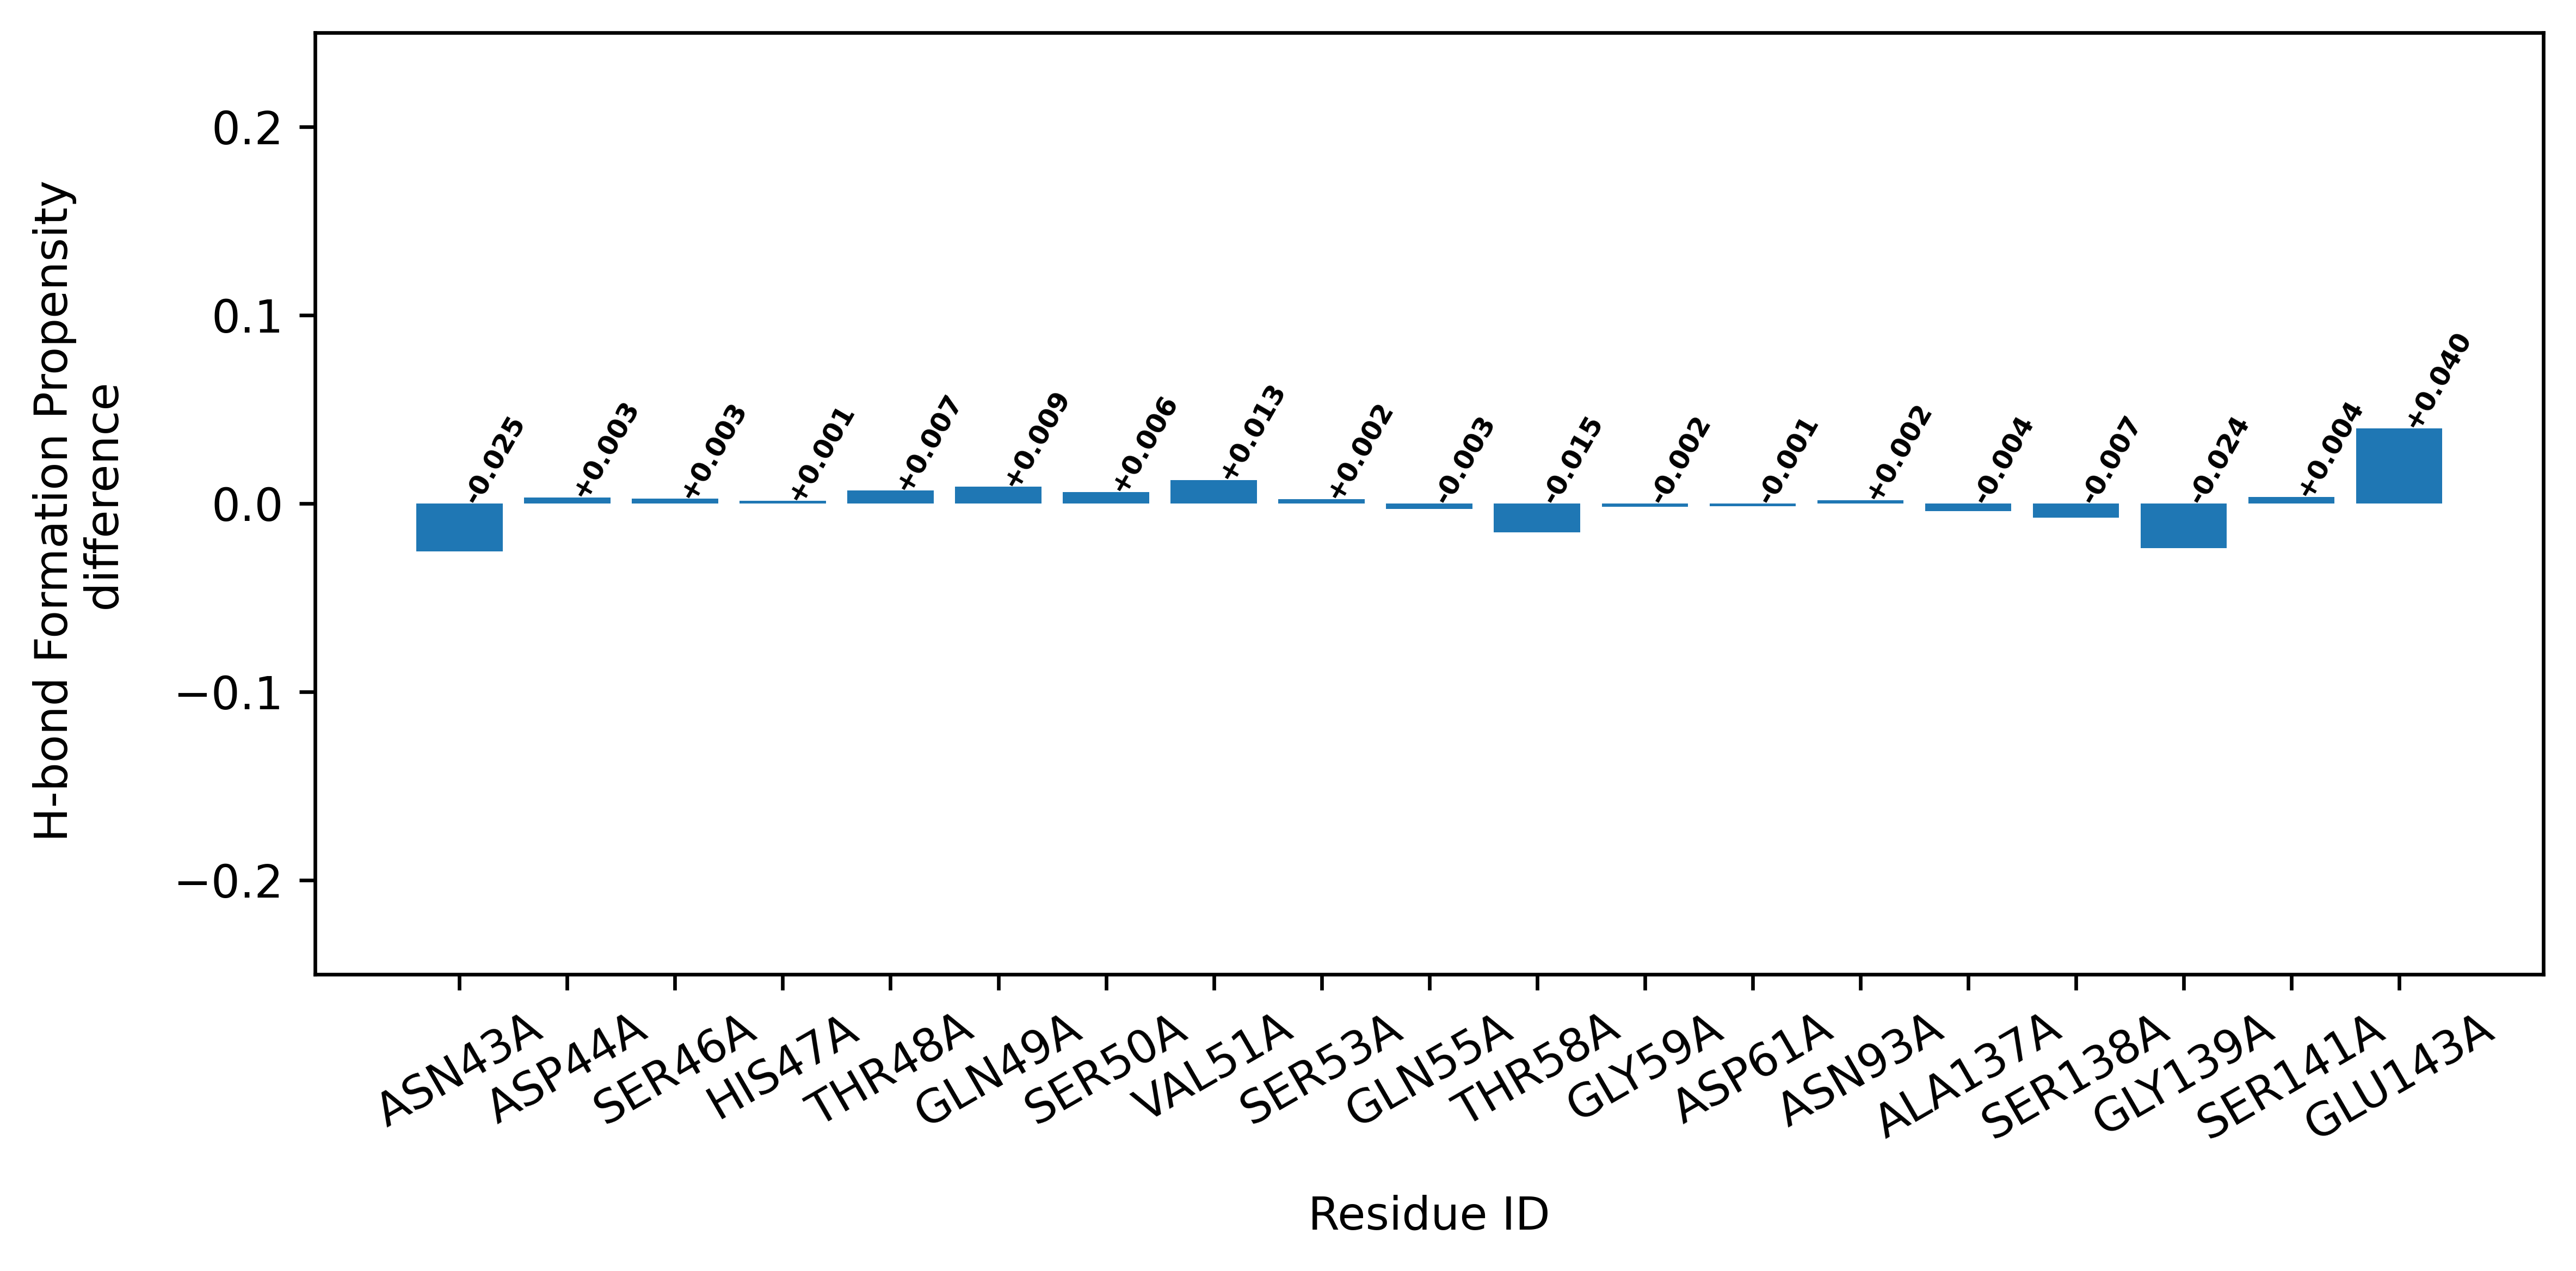 H-bond Formation Propensity
difference
0.2
0.1
0.0
−0.1
−0.2
-0.025
+0.003
+0.003
+0.001
+0.007
+0.009
+0.006
+0.013
+0.002
-0.003
-0.015
-0.002
-0.001
+0.002
-0.004
-0.007
-0.024
+0.004
+0.040
ASN43A
ASP44A
SER46A
HIS47A
THR48A
GLN49A
SER50A
VAL51A
SER53A
GLN55A
THR58A
GLY59A
ASP61A
ASN93A
ALA137A
SER138A
GLY139A
SER141A
GLU143A
Residue ID